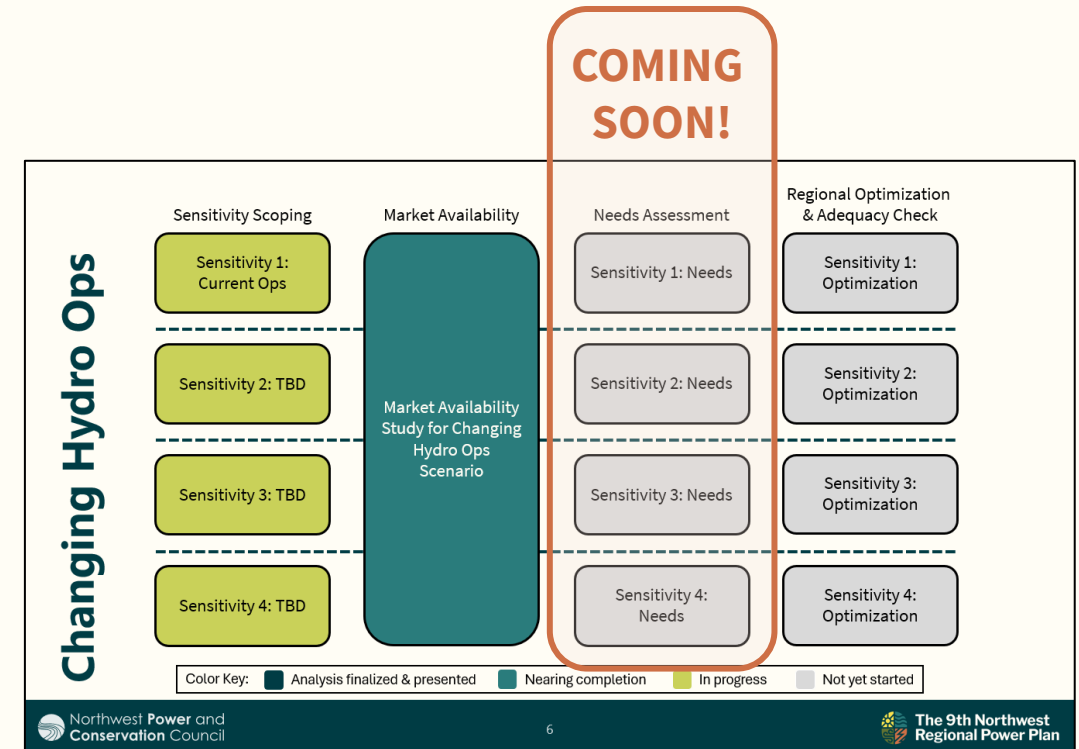 COMING
SOON!
Changing Hydro Ops
Sensitivity Scoping
Market Availability
Needs Assessment
Regional Optimization
& Adequacy Check
Sensitivity 1:
Current Ops
Sensitivity 1: Needs
Sensitivity 1:
Optimization
Sensitivity 2: TBD
Sensitivity 2: Needs
Sensitivity 2:
Optimization
Market Availability
Study for Changing
Hydro Ops
Scenario
Sensitivity 3: TBD
Sensitivity 3: Needs
Sensitivity 3:
Optimization
Sensitivity 4: TBD
Sensitivity 4:
Needs
Sensitivity 4:
Optimization
Color Key:
Analysis finalized & presented
Nearing completion
In progress
Not yet started
Northwest Power and
Conservation Council
6
The 9th Northwest
Regional Power Plan